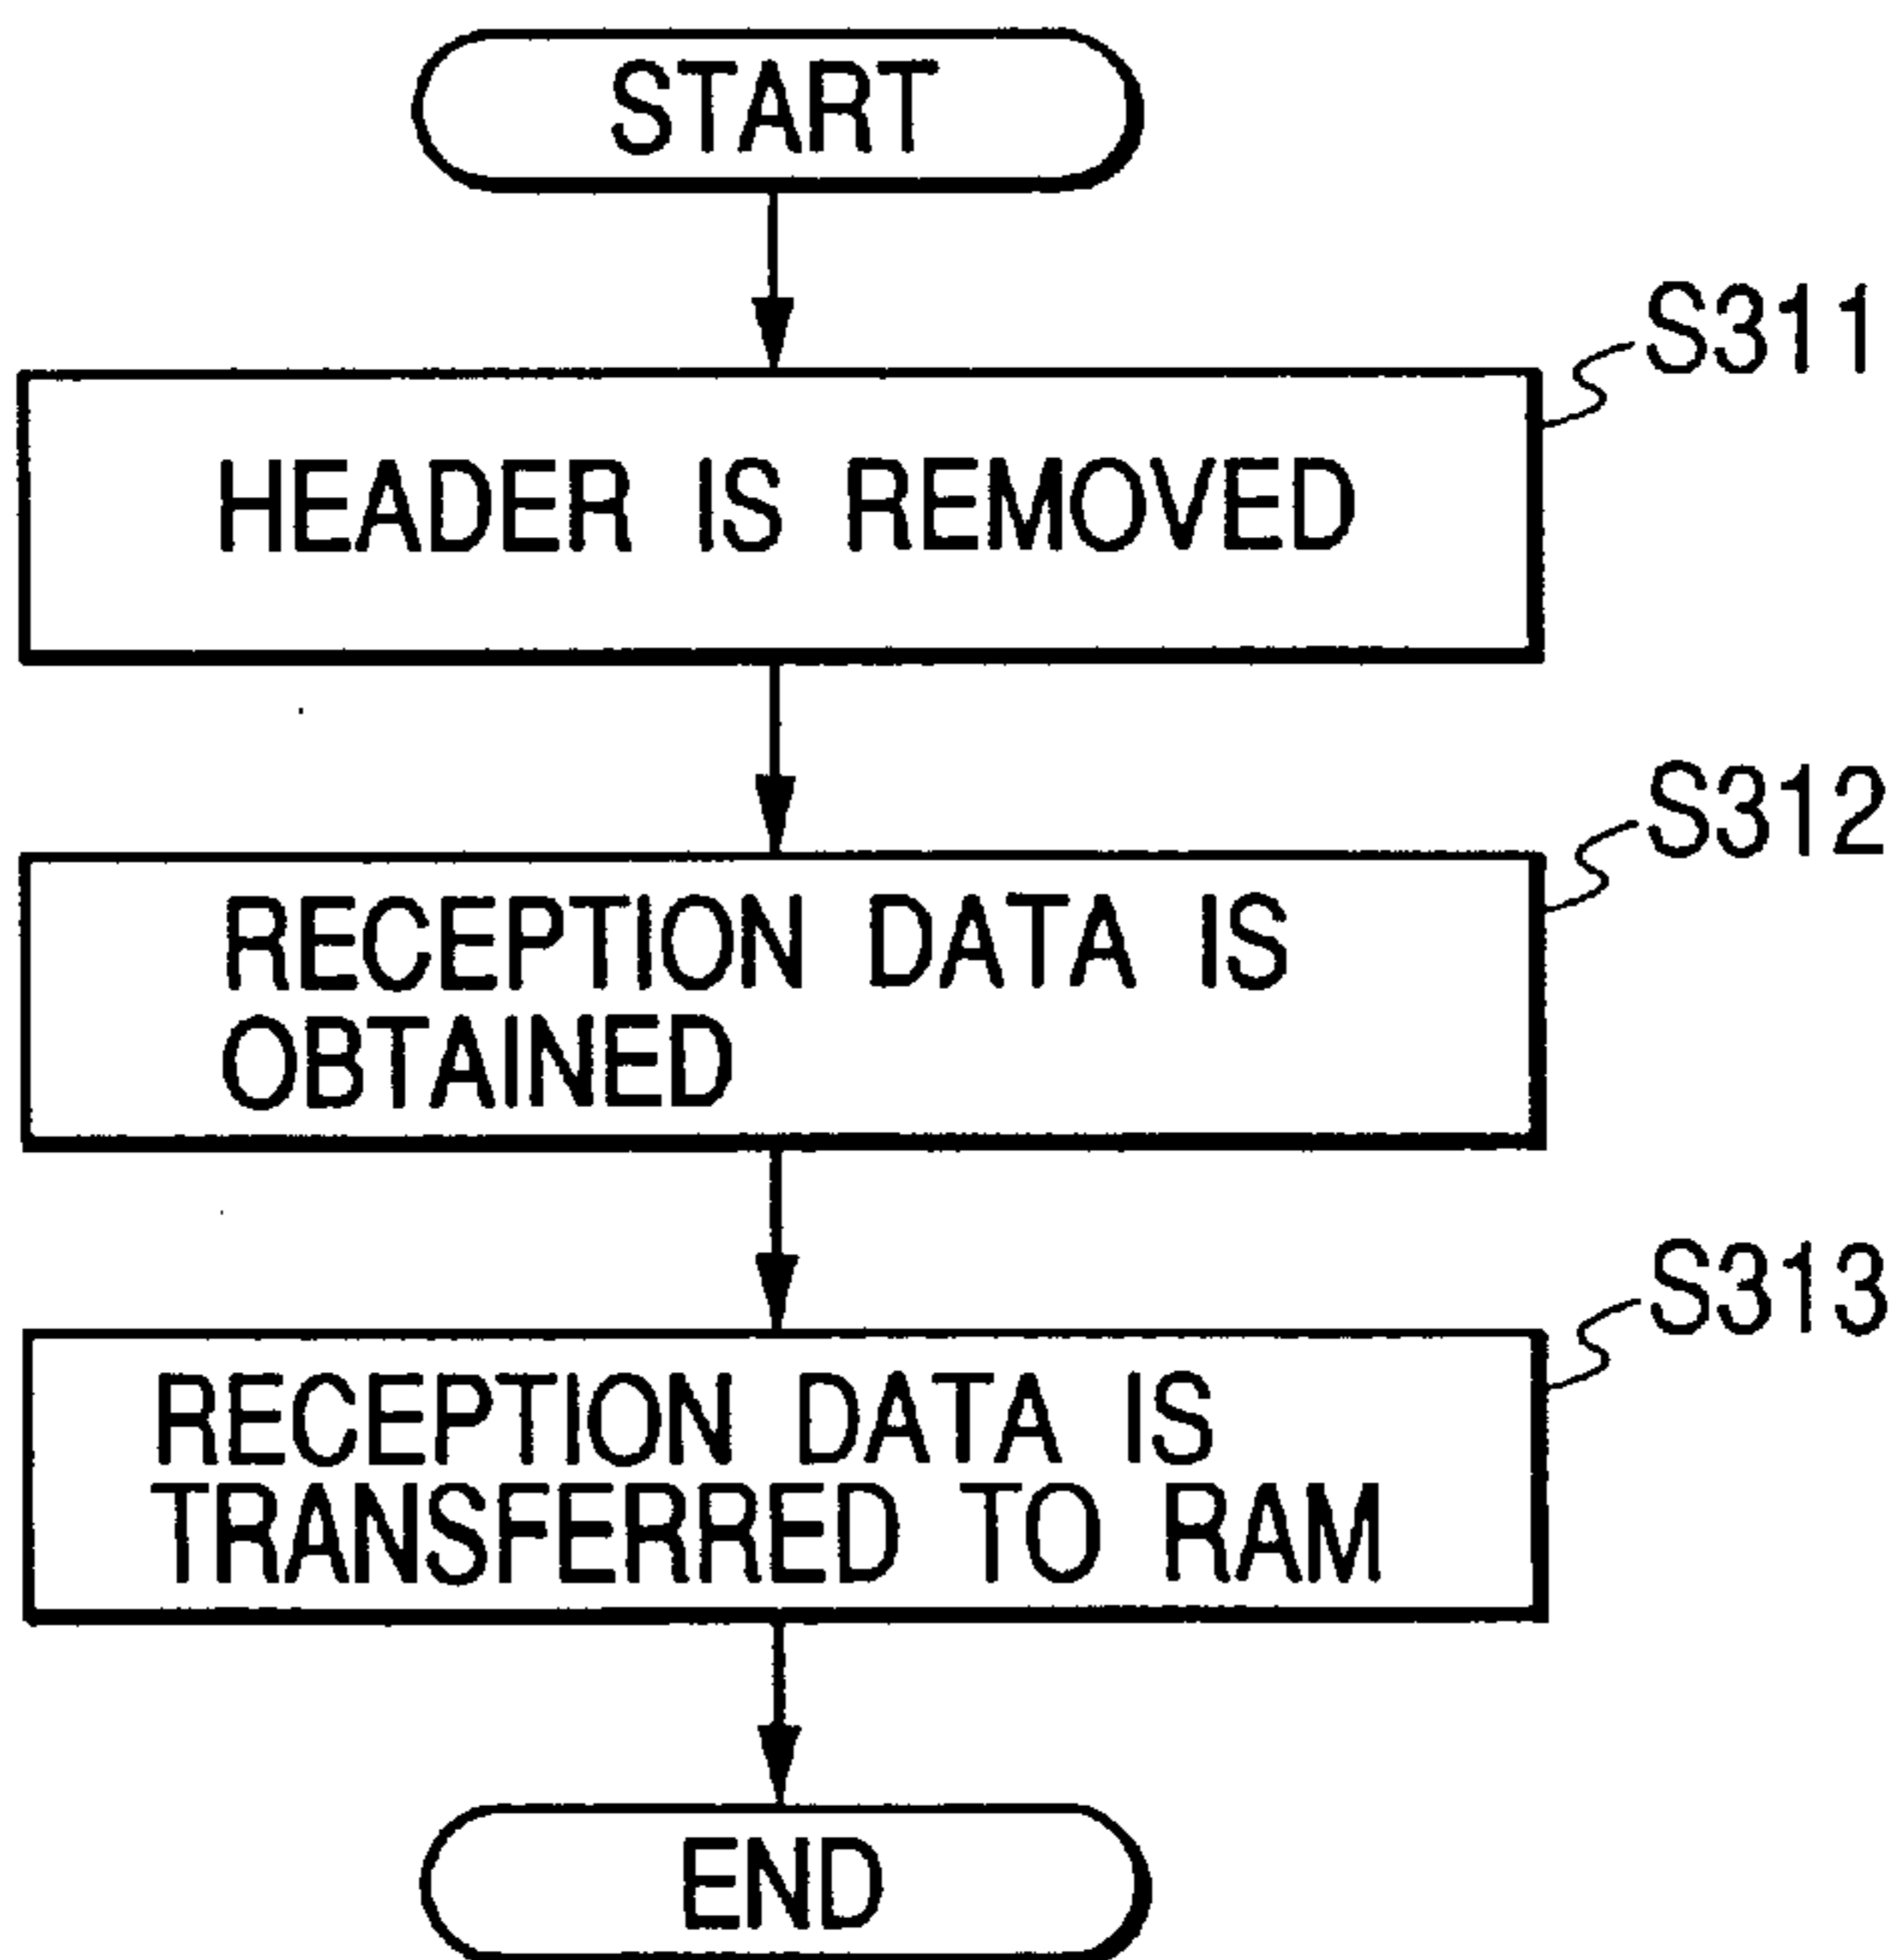 START
S311
HEADER IS REMOVED
S312
RECEPTION DATA IS
OBTAINED
S313
RECEPTION DATA IS
TRANSFERRED TO RAM
END